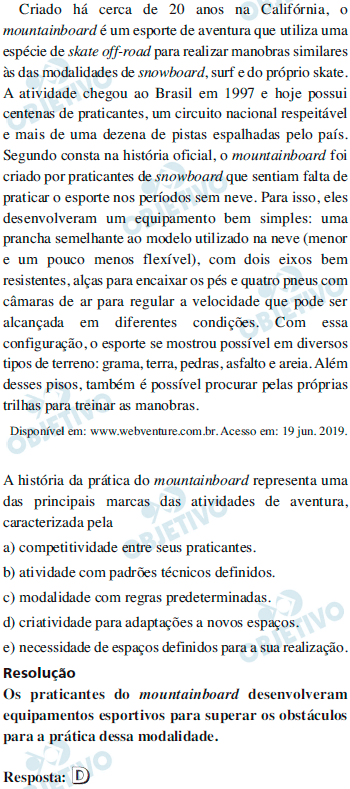 Criado há cerca de 20 anos na Califórnia, o
mountainboard é um esporte de aventura que utiliza uma
espécie de skate off-road para realizar manobras similares
às das modalidades de snowboard, surf e do próprio skate.
A atividade chegou ao Brasil em 1997 e hoje possui
centenas de praticantes, um circuito nacional respeitável
e mais de uma dezena de pistas espalhadas pelo país.
Segundo consta na história oficial, o mountainboard foi
criado por praticantes de snowboard que sentiam falta de
praticar o esporte nos períodos sem neve. Para isso, eles
desenvolveram um equipamento bem simples: uma
prancha semelhante ao modelo utilizado na neve (menor
e um pouco menos flexível), com dois eixos bem
resistentes, alças para encaixar os pés e quatro pneus com
câmaras de ar para regular a velocidade que pode ser
alcançada em diferentes condições. Com essa
configuração, o esporte se mostrou possível em diversos
tipos de terreno: grama, terra, pedras, asfalto e areia. Além
desses pisos, também é possível procurar pelas próprias
trilhas para treinar as manobras.
Disponível em: www.webventure.com.br. Acesso em: 19 jun. 2019.
A história da prática do mountainboard representa uma
das principais marcas das atividades de aventura,
caracterizada pela
a) competitividade entre seus praticantes.
b) atividade com padrões técnicos definidos.
c) modalidade com regras predeterminadas.
d) criatividade para adaptações a novos espaços.
e) necessidade de espaços definidos para a sua realização.
Resolução
Os praticantes do mountainboard desenvolveram
equipamentos esportivos para superar os obstáculos
para a prática dessa modalidade.
Resposta: D
OBJETIVO
OBJETIVO
OBJETIVO
OBJETIVO
OBJETIVO
OBJETIVO
OBJETIVO
OBJETIVO